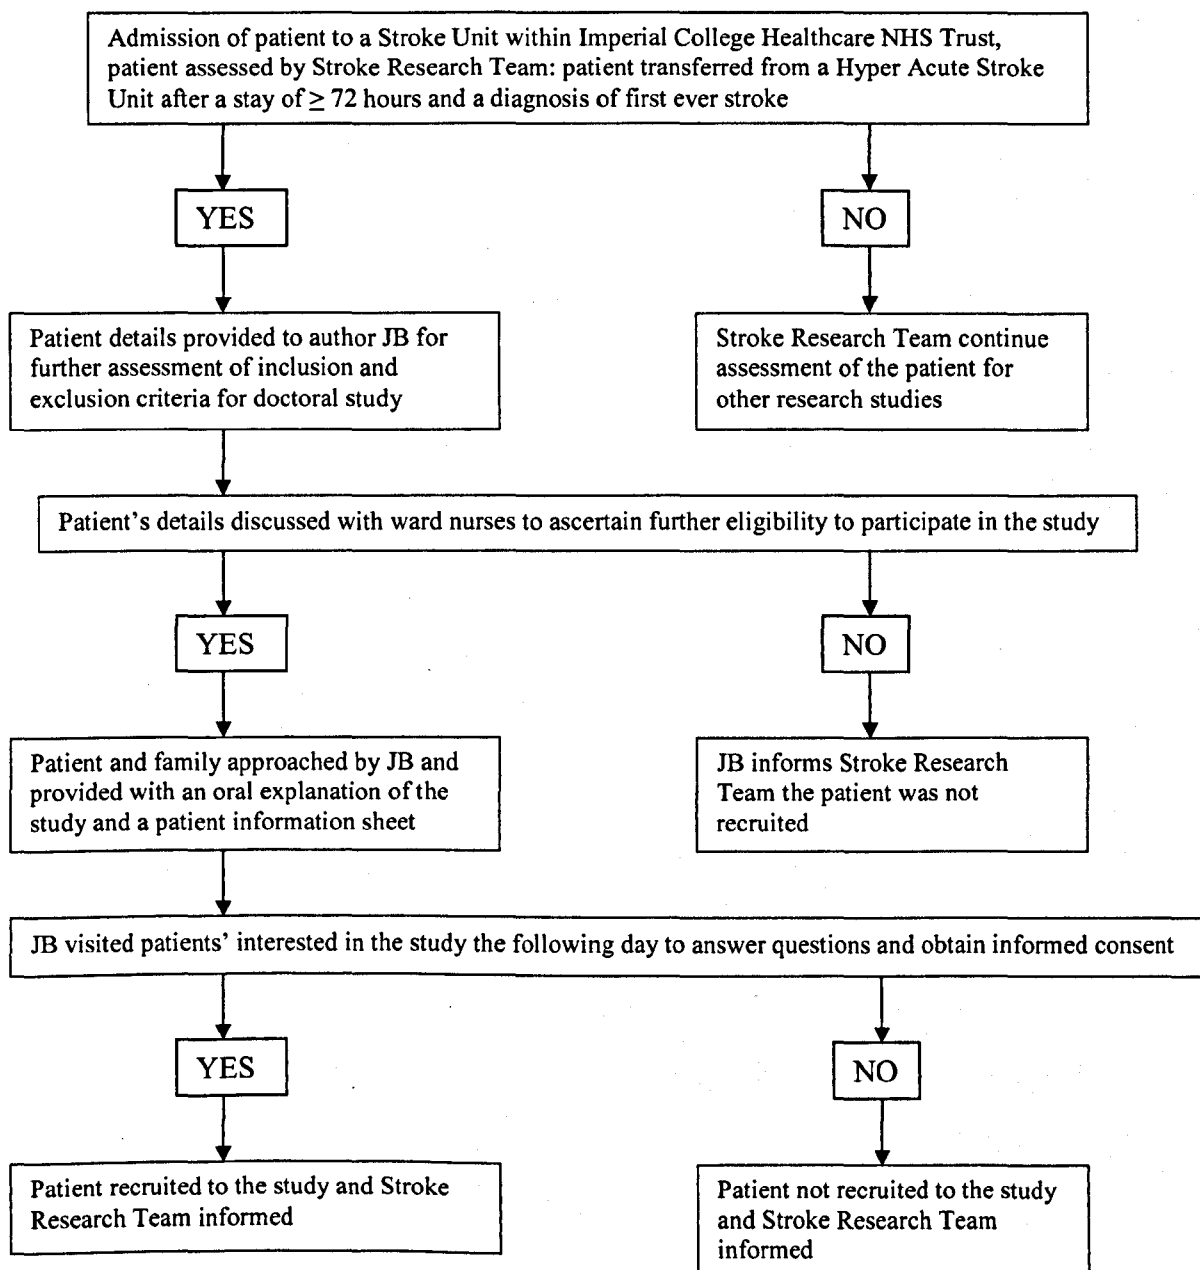 Admission of patient to a Stroke Unit within Imperial College Healthcare NHS Trust,
patient assessed by Stroke Research Team: patient transferred from a Hyper Acute Stroke
Unit after a stay of ≥ 72 hours and a diagnosis of first ever stroke
YES
NO
Patient details provided to author JB for
further assessment of inclusion and
exclusion criteria for doctoral study
Stroke Research Team continue
assessment of the patient for
other research studies
Patient's details discussed with ward nurses to ascertain further eligibility to participate in the study
YES
NO
Patient and family approached by JB and
provided with an oral explanation of the
study and a patient information sheet
JB informs Stroke Research
Team the patient was not
recruited
JB visited patients' interested in the study the following day to answer questions and obtain informed consent
YES
NO
Patient recruited to the study and Stroke
Research Team informed
Patient not recruited to the study
and Stroke Research Team
informed